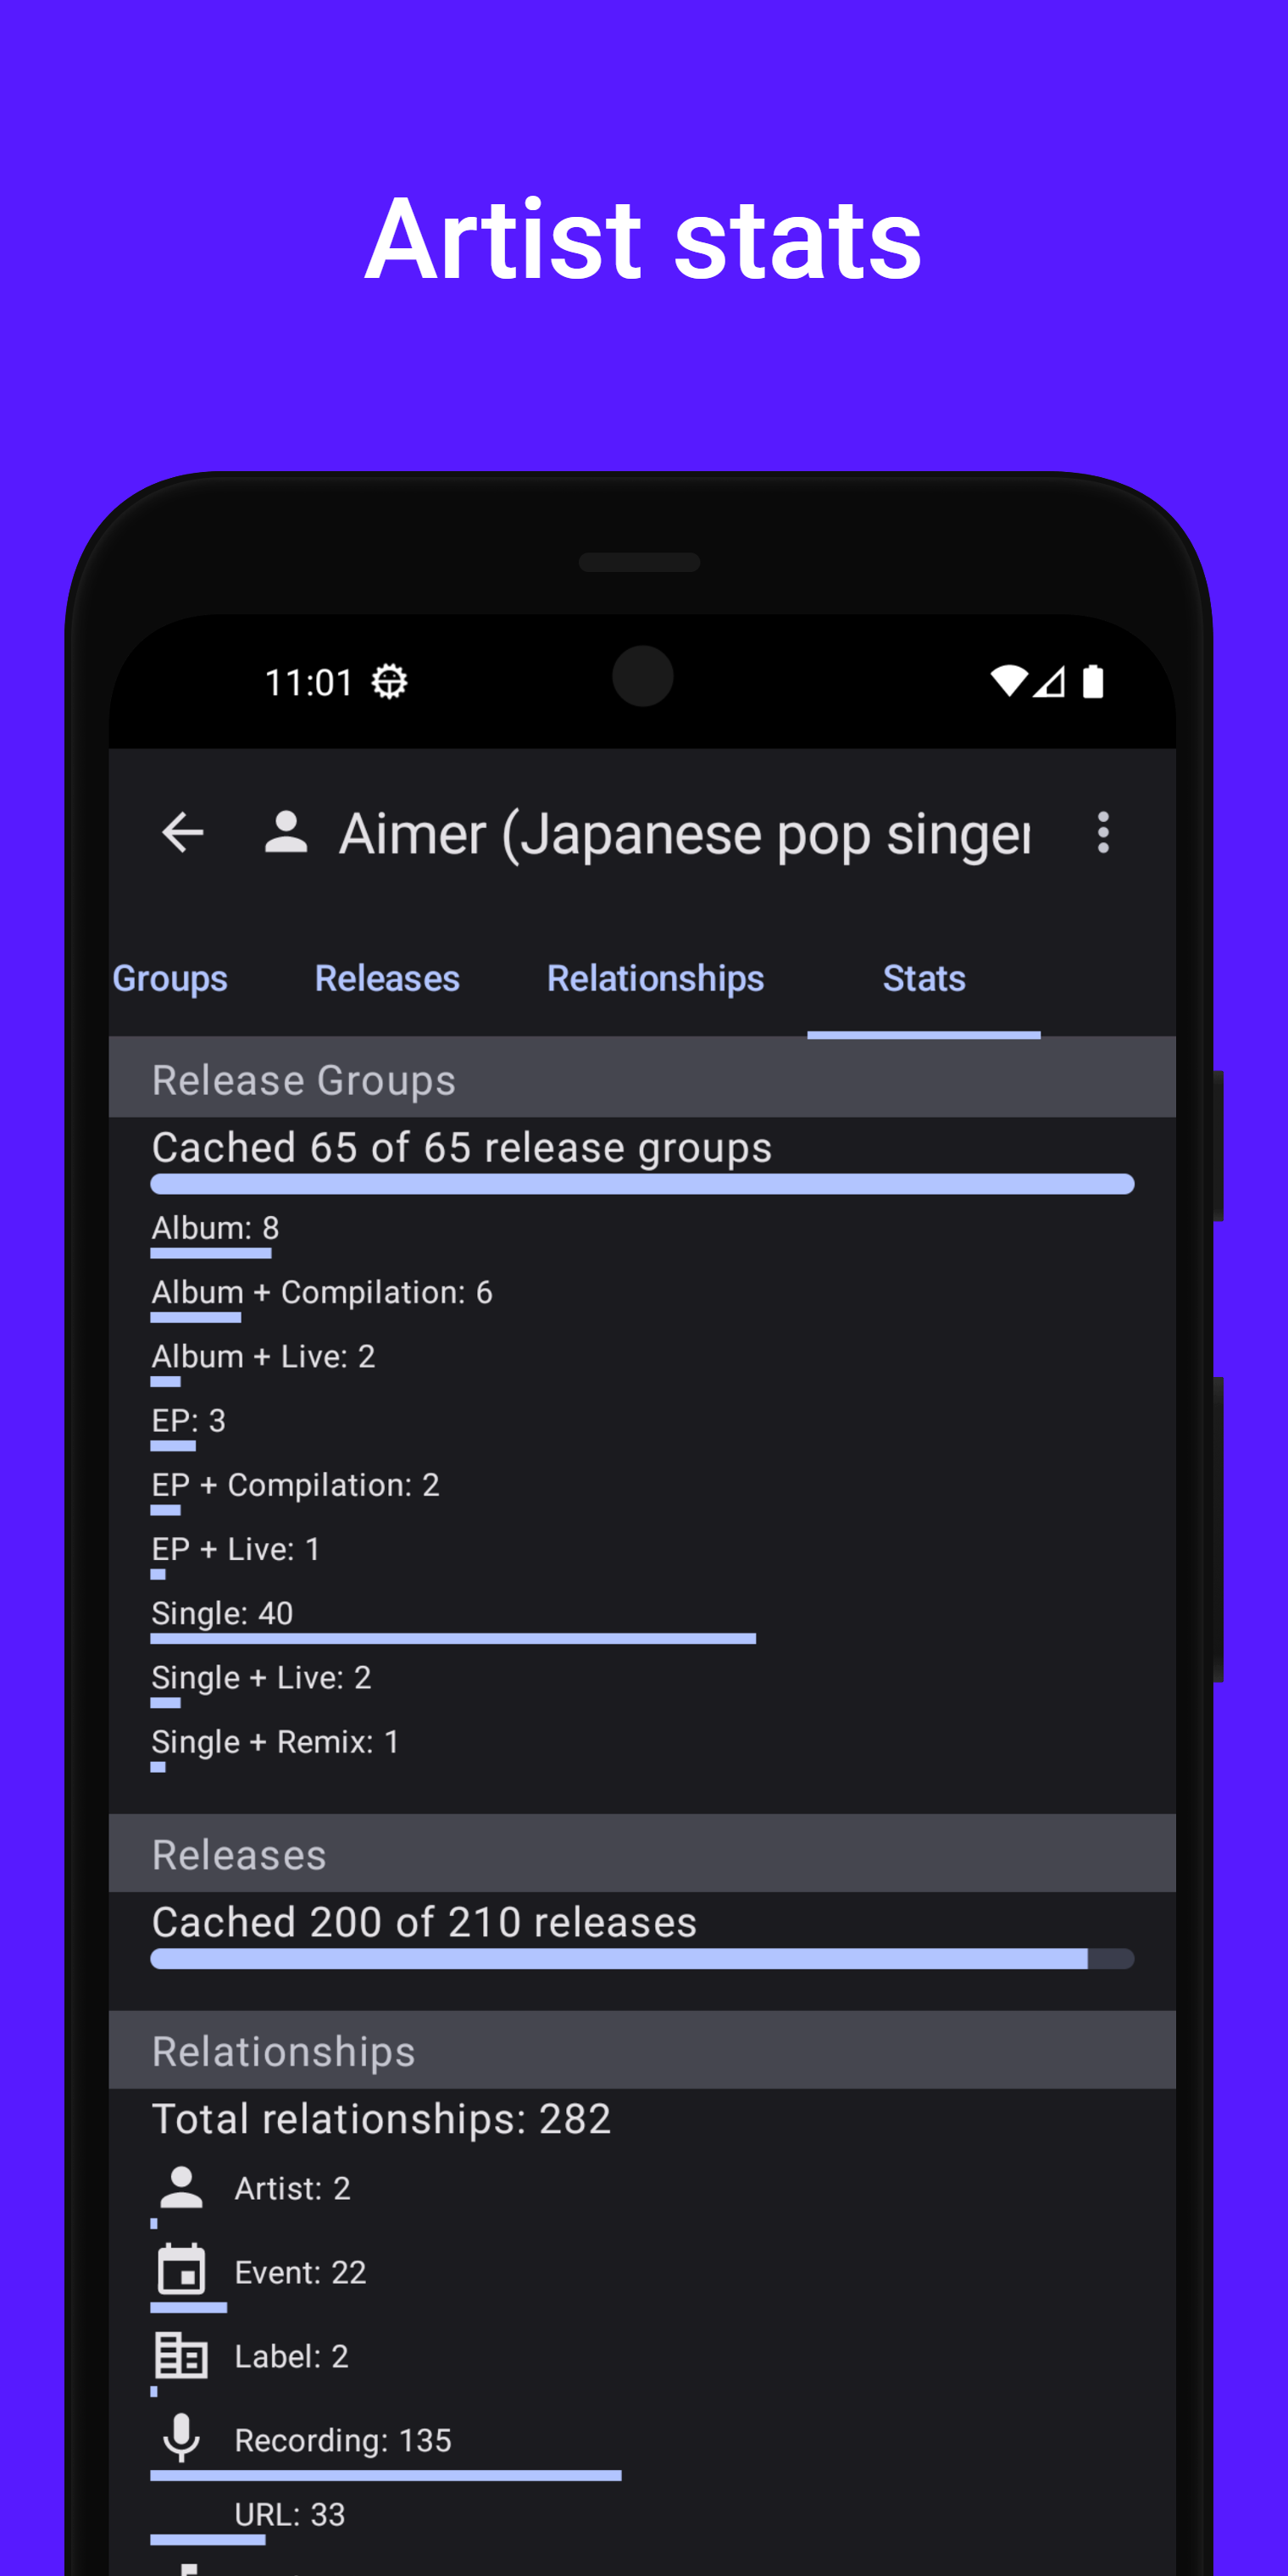 Artist stats
11:01
Aimer (Japanese pop singer
Groups Releases Relationships Stats
Release Groups
Cached 65 of 65 release groups
Album: 8
Album + Compilation: 6
Album + Live: 2
EP: 3
EP + Compilation: 2
EP + Live: 1
Single: 40
Single + Live: 2
Single + Remix: 1
Releases
Cached 200 of 210 releases
Relationships
Total relationships: 282
Artist: 2
Event: 22
Label: 2
Recording: 135
URL: 33